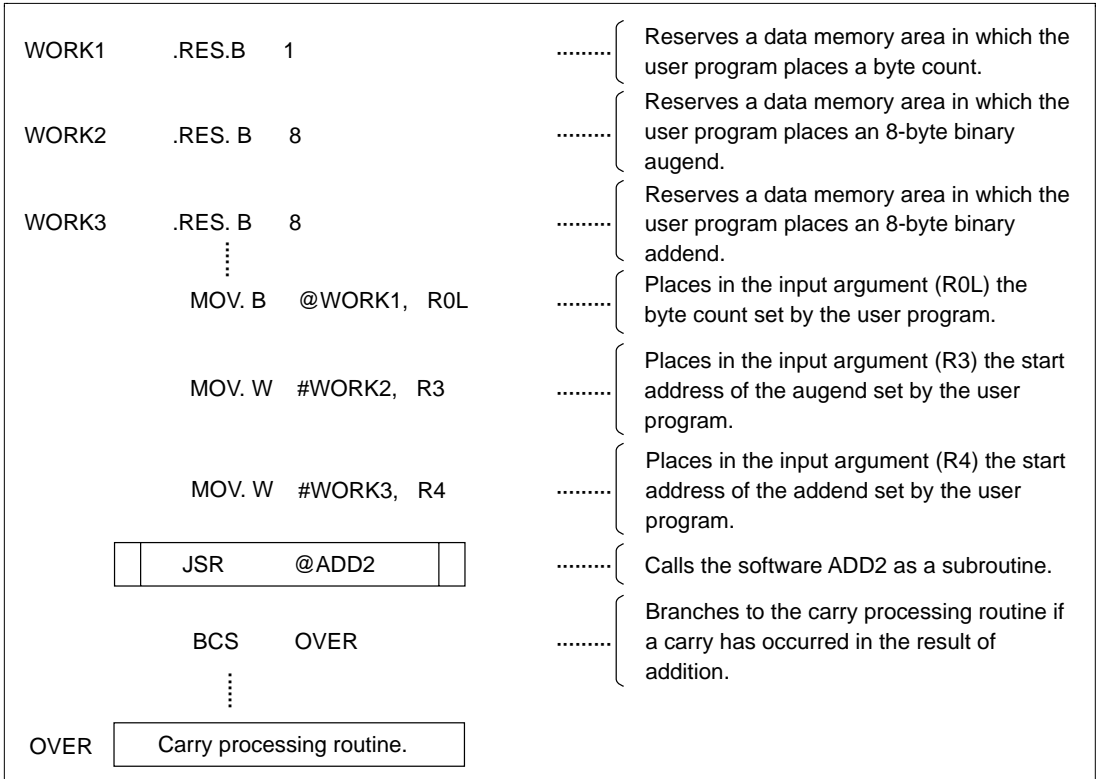 WORK1 .RES.B 1 ......... Reserves a data memory area in which the
user program places a byte count.
WORK2 .RES. B 8 ......... Reserves a data memory area in which the
user program places an 8-byte binary
augend.
WORK3 .RES. B 8 ......... Reserves a data memory area in which the
user program places an 8-byte binary
addend.
MOV. B @WORK1, R0L ......... Places in the input argument (R0L) the
byte count set by the user program.
MOV. W #WORK2, R3 ......... Places in the input argument (R3) the start
address of the augend set by the user
program.
MOV. W #WORK3, R4 ......... Places in the input argument (R4) the start
address of the addend set by the user
program.
JSR @ADD2 ......... Calls the software ADD2 as a subroutine.
BCS OVER ......... Branches to the carry processing routine if
a carry has occurred in the result of
addition.
OVER Carry processing routine.